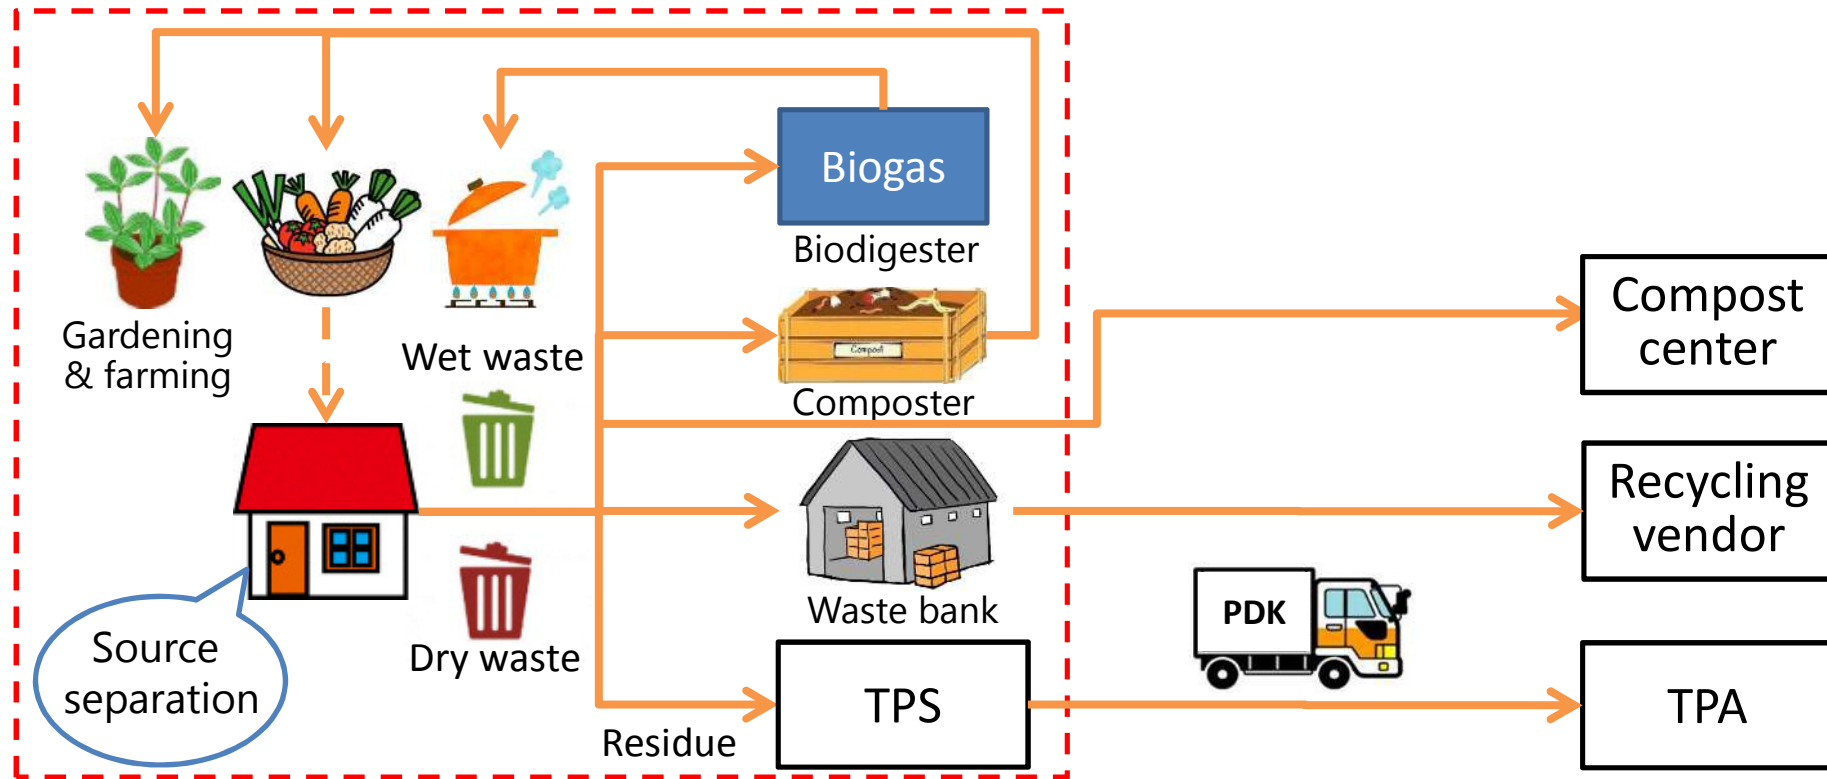 Biogas
Biodigester
Gardening
& farming
Wet waste
Compost
Composter
Compost
center
Recycling
vendor
Waste bank
Source
separation
Dry waste
PDK
TPS
TPA
Residue